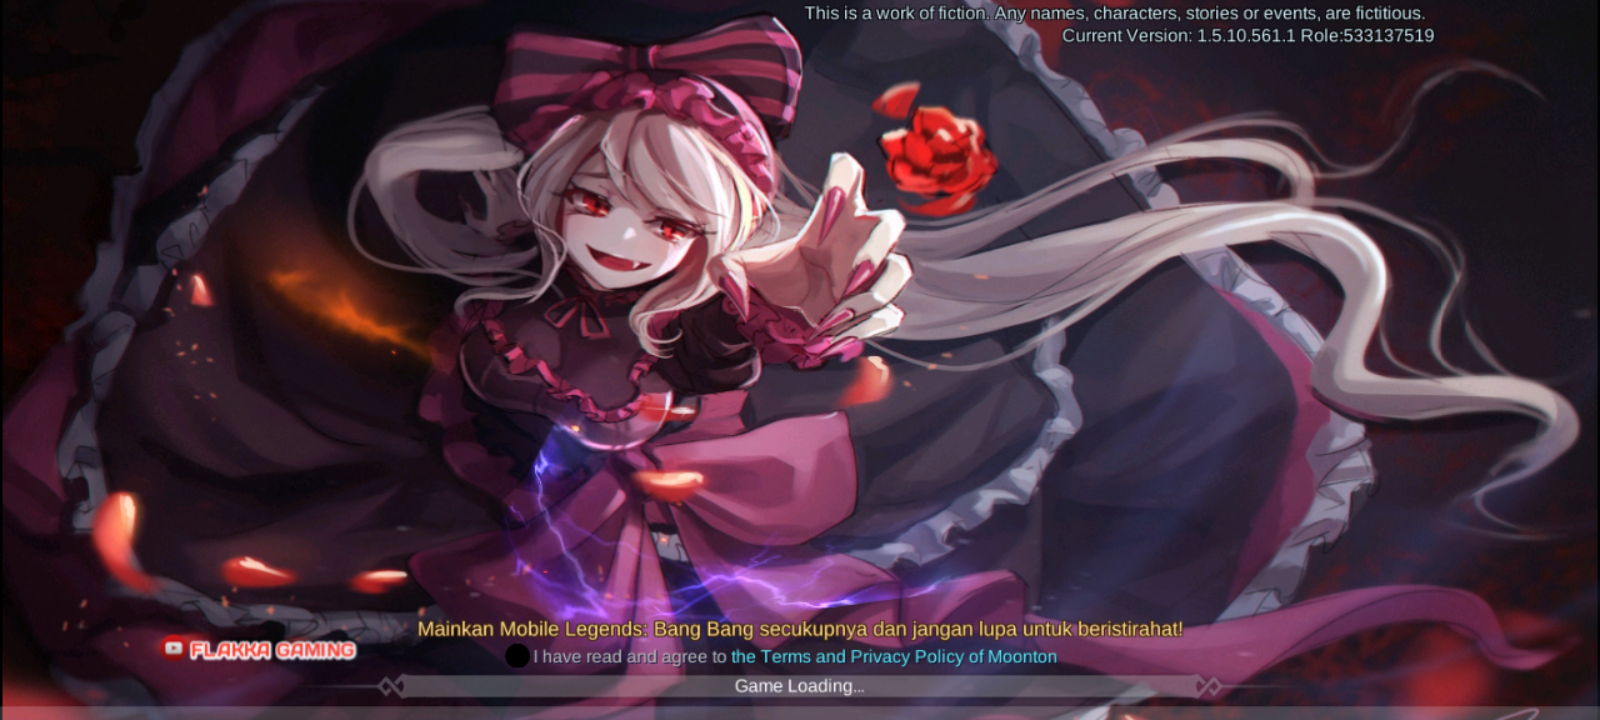 This is a work of fiction. Any names, characters, stories or events, are fictitious.
Current Version: 1.5.10.561.1 Role:533137519
Mainkan Mobile Legends: Bang Bang secukupnya dan jangan lupa untuk beristirahat!
FLAKKA GAMING
I have read and agree to the Terms and Privacy Policy of Moonton
Game Loading...